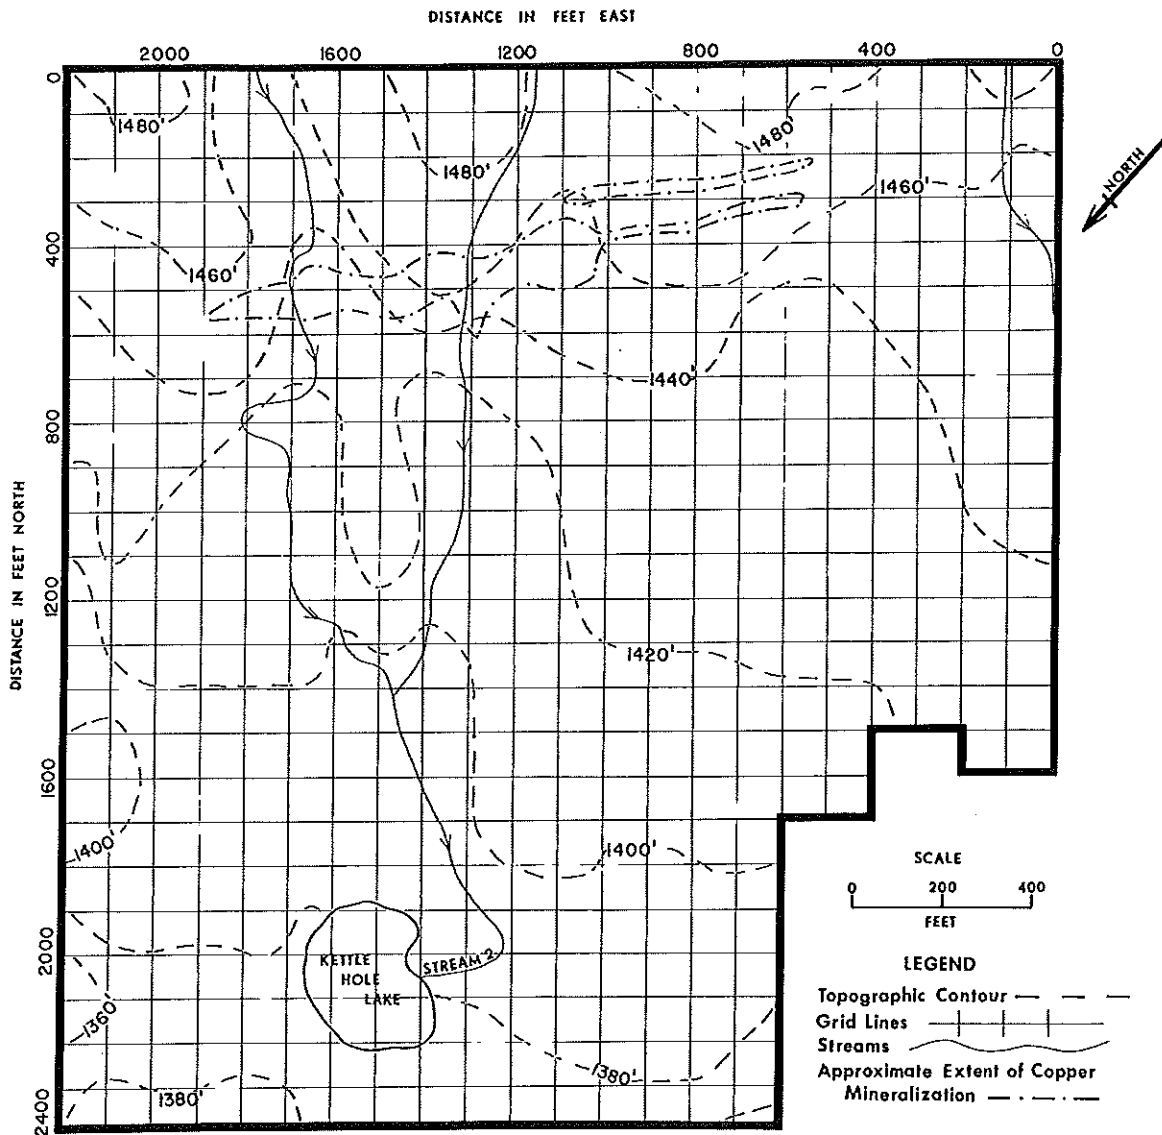 DISTANCE IN FEET EAST
2000 1600 1200 800 400 0
0
400
800
1200
1600
2000
2400
DISTANCE IN FEET NORTH
NORTH
1480'
1480'
1480'
1460'
1460'
1440'
1420'
1400'
1400'
1360'
1380'
1380'
KETTLE
HOLE
LAKE
STREAM 2
SCALE
0 200 400
FEET
LEGEND
Topographic Contour
Grid Lines
Streams
Approximate Extent of Copper
Mineralization